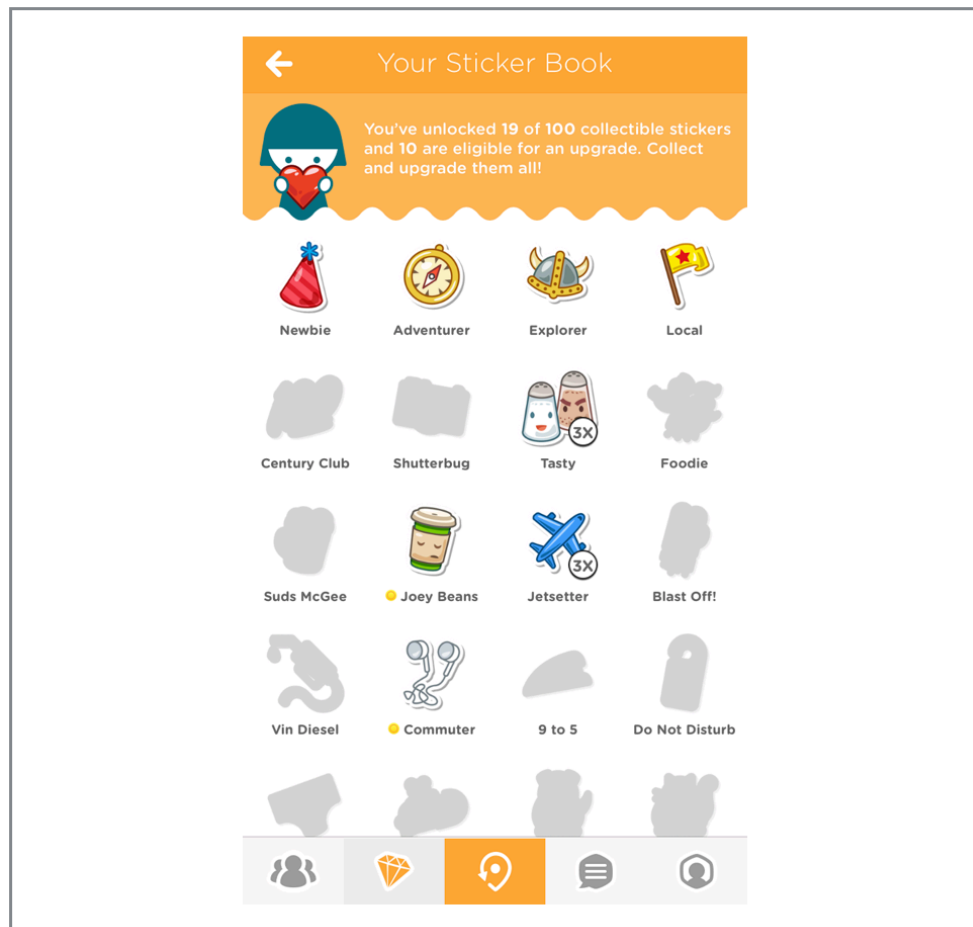 Your Sticker Book
You've unlocked 19 of 100 collectible stickers
and 10 are eligible for an upgrade. Collect
and upgrade them all!
Newbie Adventurer Explorer Local
3X
Century Club Shutterbug Tasty Foodie
3X
Suds McGee Joey Beans Jetsetter Blast Off!
Vin Diesel Commuter 9 to 5 Do Not Disturb